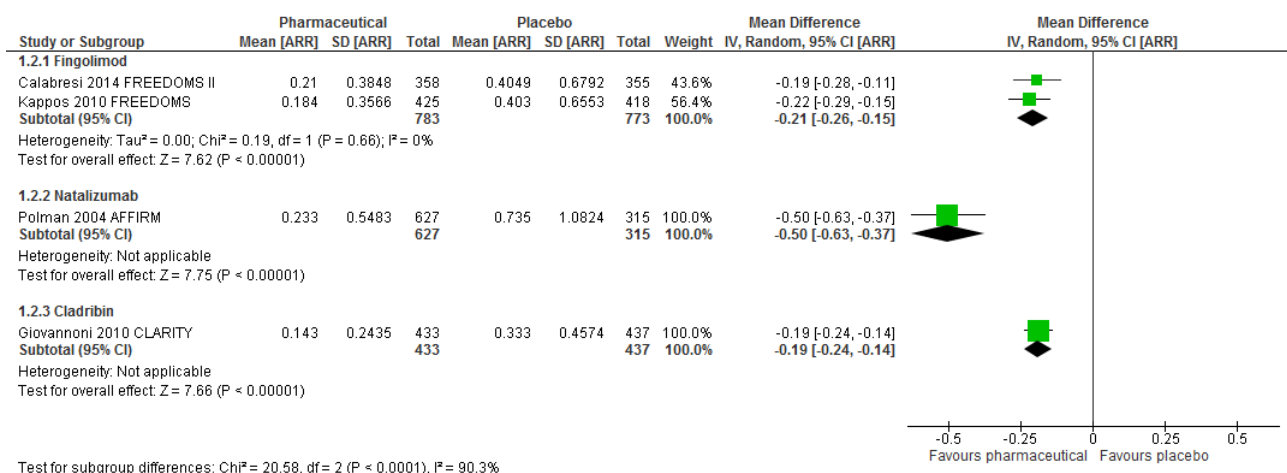 Pharmaceutical Placebo Mean Difference Mean Difference
Study or Subgroup Mean [ARR] SD [ARR] Total Mean [ARR] SD [ARR] Total Weight IV, Random, 95% CI [ARR] IV, Random, 95% CI [ARR]
1.2.1 Fingolimod
Calabresi 2014 FREEDOMS II 0.21 0.3848 358 0.4049 0.6792 355 43.6% -0.19 [-0.28, -0.11]
Kappos 2010 FREEDOMS 0.184 0.3566 425 0.403 0.6553 418 56.4% -0.22 [-0.29, -0.15]
Subtotal (95% CI) 783 773 100.0% -0.21 [-0.26, -0.15]
Heterogeneity: Tau² = 0.00; Chi² = 0.19, df = 1 (P = 0.66); I² = 0%
Test for overall effect: Z = 7.62 (P < 0.00001)
1.2.2 Natalizumab
Polman 2004 AFFIRM 0.233 0.5483 627 0.735 1.0824 315 100.0% -0.50 [-0.63, -0.37]
Subtotal (95% CI) 627 315 100.0% -0.50 [-0.63, -0.37]
Heterogeneity: Not applicable
Test for overall effect: Z = 7.75 (P < 0.00001)
1.2.3 Cladribin
Giovannoni 2010 CLARITY 0.143 0.2435 433 0.333 0.4574 437 100.0% -0.19 [-0.24, -0.14]
Subtotal (95% CI) 433 437 100.0% -0.19 [-0.24, -0.14]
Heterogeneity: Not applicable
Test for overall effect: Z = 7.66 (P < 0.00001)
-0.5 -0.25 0 0.25 0.5
Favours pharmaceutical Favours placebo
Test for subgroup differences: Chi² = 20.58, df = 2 (P < 0.0001), I² = 90.3%